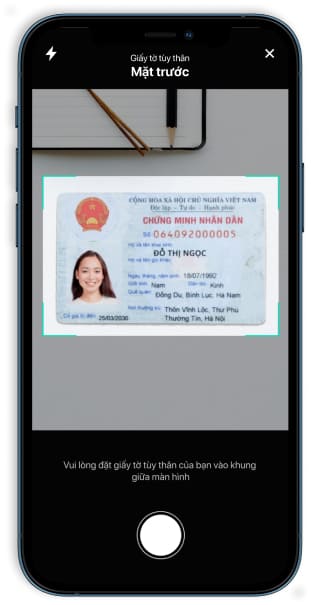 Giấy tờ tùy thân
Mặt trước
CỘNG HÒA XÃ HỘI CHỦ NGHĨA VIỆT NAM
Độc lập - Tự do - Hạnh phúc
CHỨNG MINH NHÂN DÂN
Số 064092000005
Họ và tên khai sinh:
ĐỖ THỊ NGỌC
Họ và tên gọi khác:
Ngày, tháng, năm sinh: 18/07/1992
Giới tính: Nam Dân tộc: Kinh
Quê quán: Đồng Du, Bình Lục, Hà Nam
Nơi thường trú: Thôn Vĩnh Lộc, Thư Phú
Thường Tín, Hà Nội
Có giá trị đến: 25/03/2036
Vui lòng đặt giấy tờ tùy thân của bạn vào khung
giữa màn hình